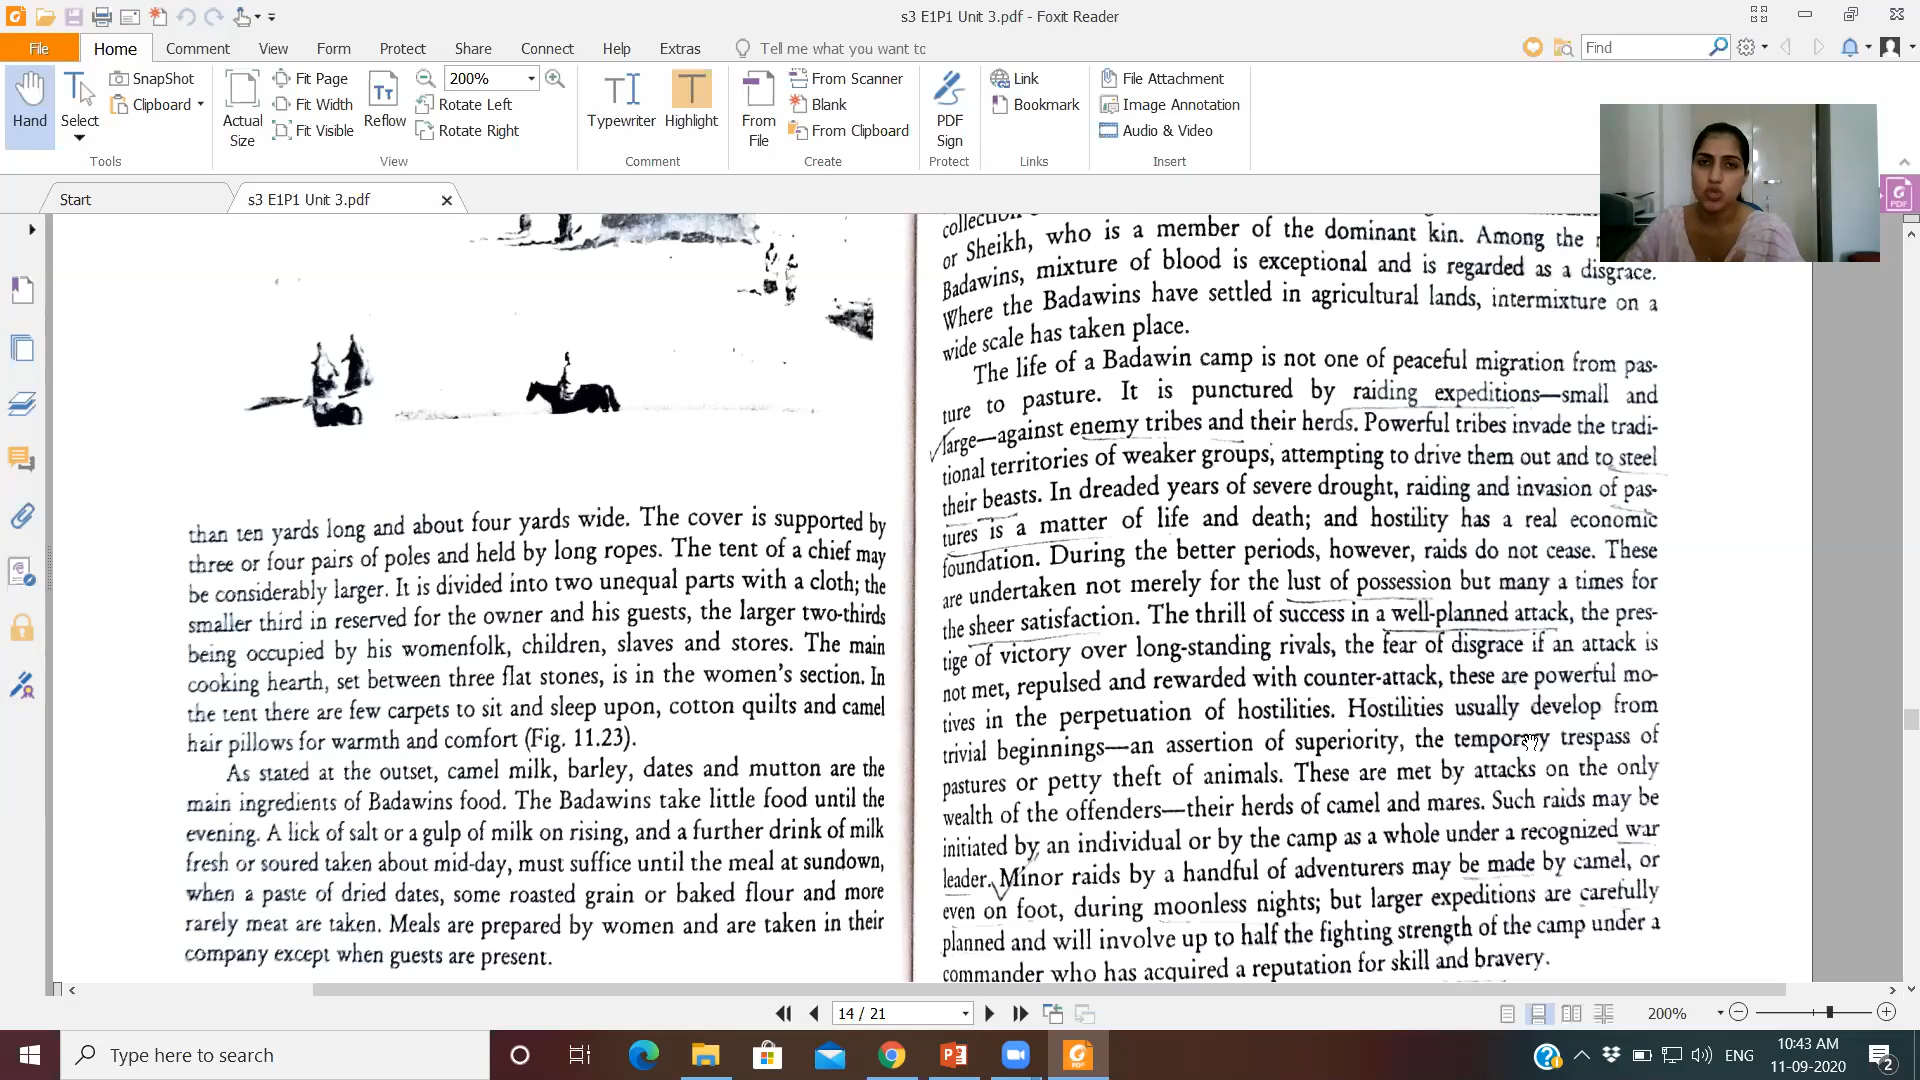 s3 E1P1 Unit 3.pdf - Foxit Reader
File Home Comment View Form Protect Share Connect Help Extras Tell me what you want to Find
Hand
Select
SnapShot
Clipboard
Tools
Actual Size
Fit Page
Fit Width
Fit Visible
Reflow
200%
Rotate Left
Rotate Right
View
Typewriter
Highlight
Comment
From File
From Scanner
Blank
From Clipboard
Create
PDF Sign
Protect
Link
Bookmark
Links
File Attachment
Image Annotation
Audio & Video
Insert
Start
s3 E1P1 Unit 3.pdf
than ten yards long and about four yards wide. The cover is supported by
three or four pairs of poles and held by long ropes. The tent of a chief may
be considerably larger. It is divided into two unequal parts with a cloth; the
smaller third in reserved for the owner and his guests, the larger two-thirds
being occupied by his womenfolk, children, slaves and stores. The main
cooking hearth, set between three flat stones, is in the women's section. In
the tent there are few carpets to sit and sleep upon, cotton quilts and camel
hair pillows for warmth and comfort (Fig. 11.23).
As stated at the outset, camel milk, barley, dates and mutton are the
main ingredients of Badawins food. The Badawins take little food until the
evening. A lick of salt or a gulp of milk on rising, and a further drink of milk
fresh or soured taken about mid-day, must suffice until the meal at sundown,
when a paste of dried dates, some roasted grain or baked flour and more
rarely meat are taken. Meals are prepared by women and are taken in their
company except when guests are present.
collection
or Sheikh, who is a member of the dominant kin. Among the
Badawins, mixture of blood is exceptional and is regarded as a disgrace.
Where the Badawins have settled in agricultural lands, intermixture on a
wide scale has taken place.
The life of a Badawin camp is not one of peaceful migration from pas-
ture to pasture. It is punctured by raiding expeditions—small and
large—against enemy tribes and their herds. Powerful tribes invade the tradi-
tional territories of weaker groups, attempting to drive them out and to steel
their beasts. In dreaded years of severe drought, raiding and invasion of pas-
tures is a matter of life and death; and hostility has a real economic
foundation. During the better periods, however, raids do not cease. These
are undertaken not merely for the lust of possession but many a times for
the sheer satisfaction. The thrill of success in a well-planned attack, the pres-
tige of victory over long-standing rivals, the fear of disgrace if an attack is
not met, repulsed and rewarded with counter-attack, these are powerful mo-
tives in the perpetuation of hostilities. Hostilities usually develop from
trivial beginnings—an assertion of superiority, the temporary trespass of
pastures or petty theft of animals. These are met by attacks on the only
wealth of the offenders—their herds of camel and mares. Such raids may be
initiated by an individual or by the camp as a whole under a recognized war
leader. Minor raids by a handful of adventurers may be made by camel, or
even on foot, during moonless nights; but larger expeditions are carefully
planned and will involve up to half the fighting strength of the camp under a
commander who has acquired a reputation for skill and bravery.
14 / 21
200%
Type here to search
ENG
10:43 AM
11-09-2020
2